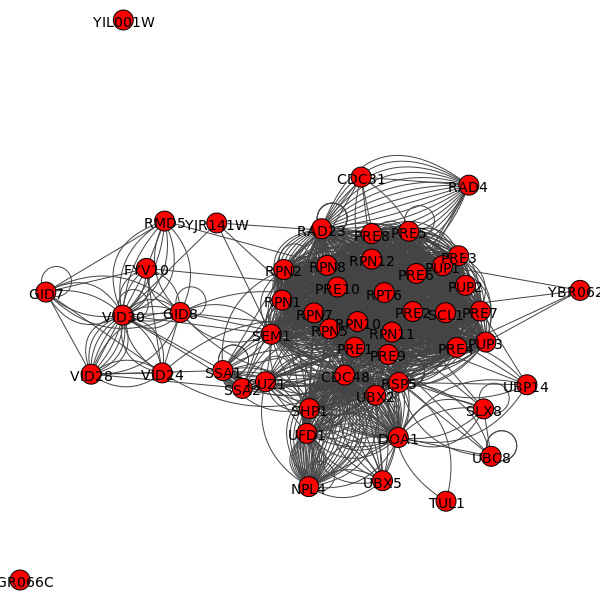 YIL001W
CDC31
RAD4
RMD5
YJR141W
RAD23
PRE8
PRE5
FYV10
RPN2
RPN8
RPN12
PRE6
PUP1
PRE3
GID7
RPN1
PRE10
RPT6
PUP2
YBR062
VID30
GID8
RPN7
RPN5
RPN10
PRE2
SCL1
PRE7
SEM1
RPN11
PRE1
PRE9
PRE4
PUP3
VID28
VID24
SSA1
SSA2
CUZ1
CDC48
RSP5
UBX2
UBP14
SHP1
SLX8
UFD1
DOA1
UBC8
NPL4
UBX5
TUL1
GR066C